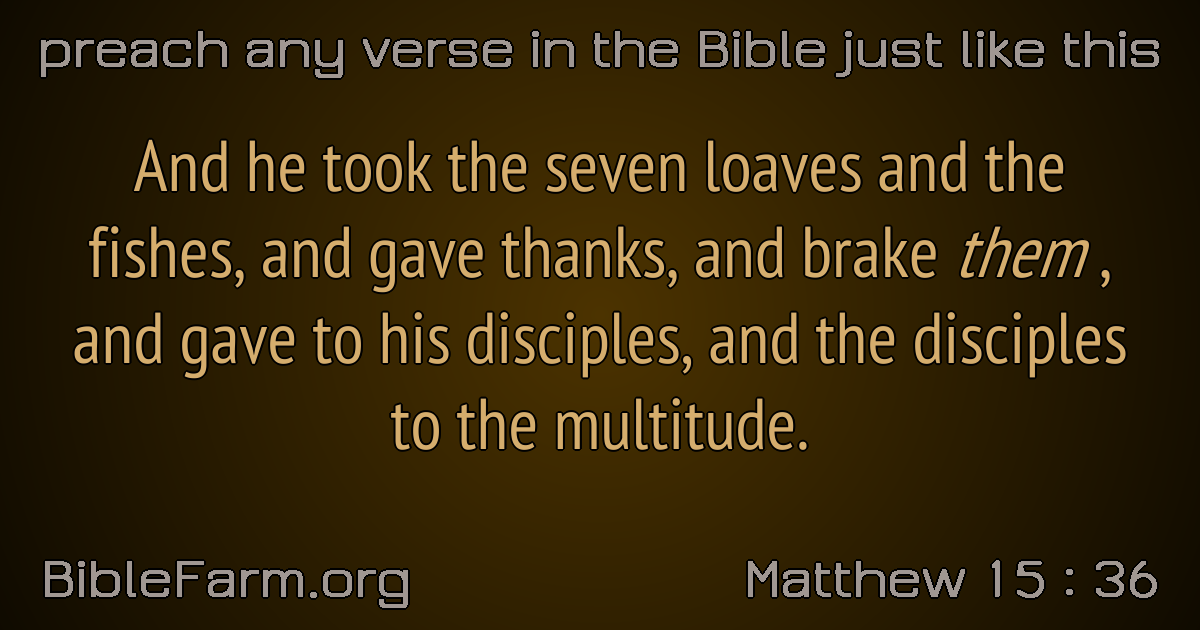 preach any verse in the Bible just like this
And he took the seven loaves and the
fishes, and gave thanks, and brake them ,
and gave to his disciples, and the disciples
to the multitude.
BibleFarm.org
Matthew 15 : 36